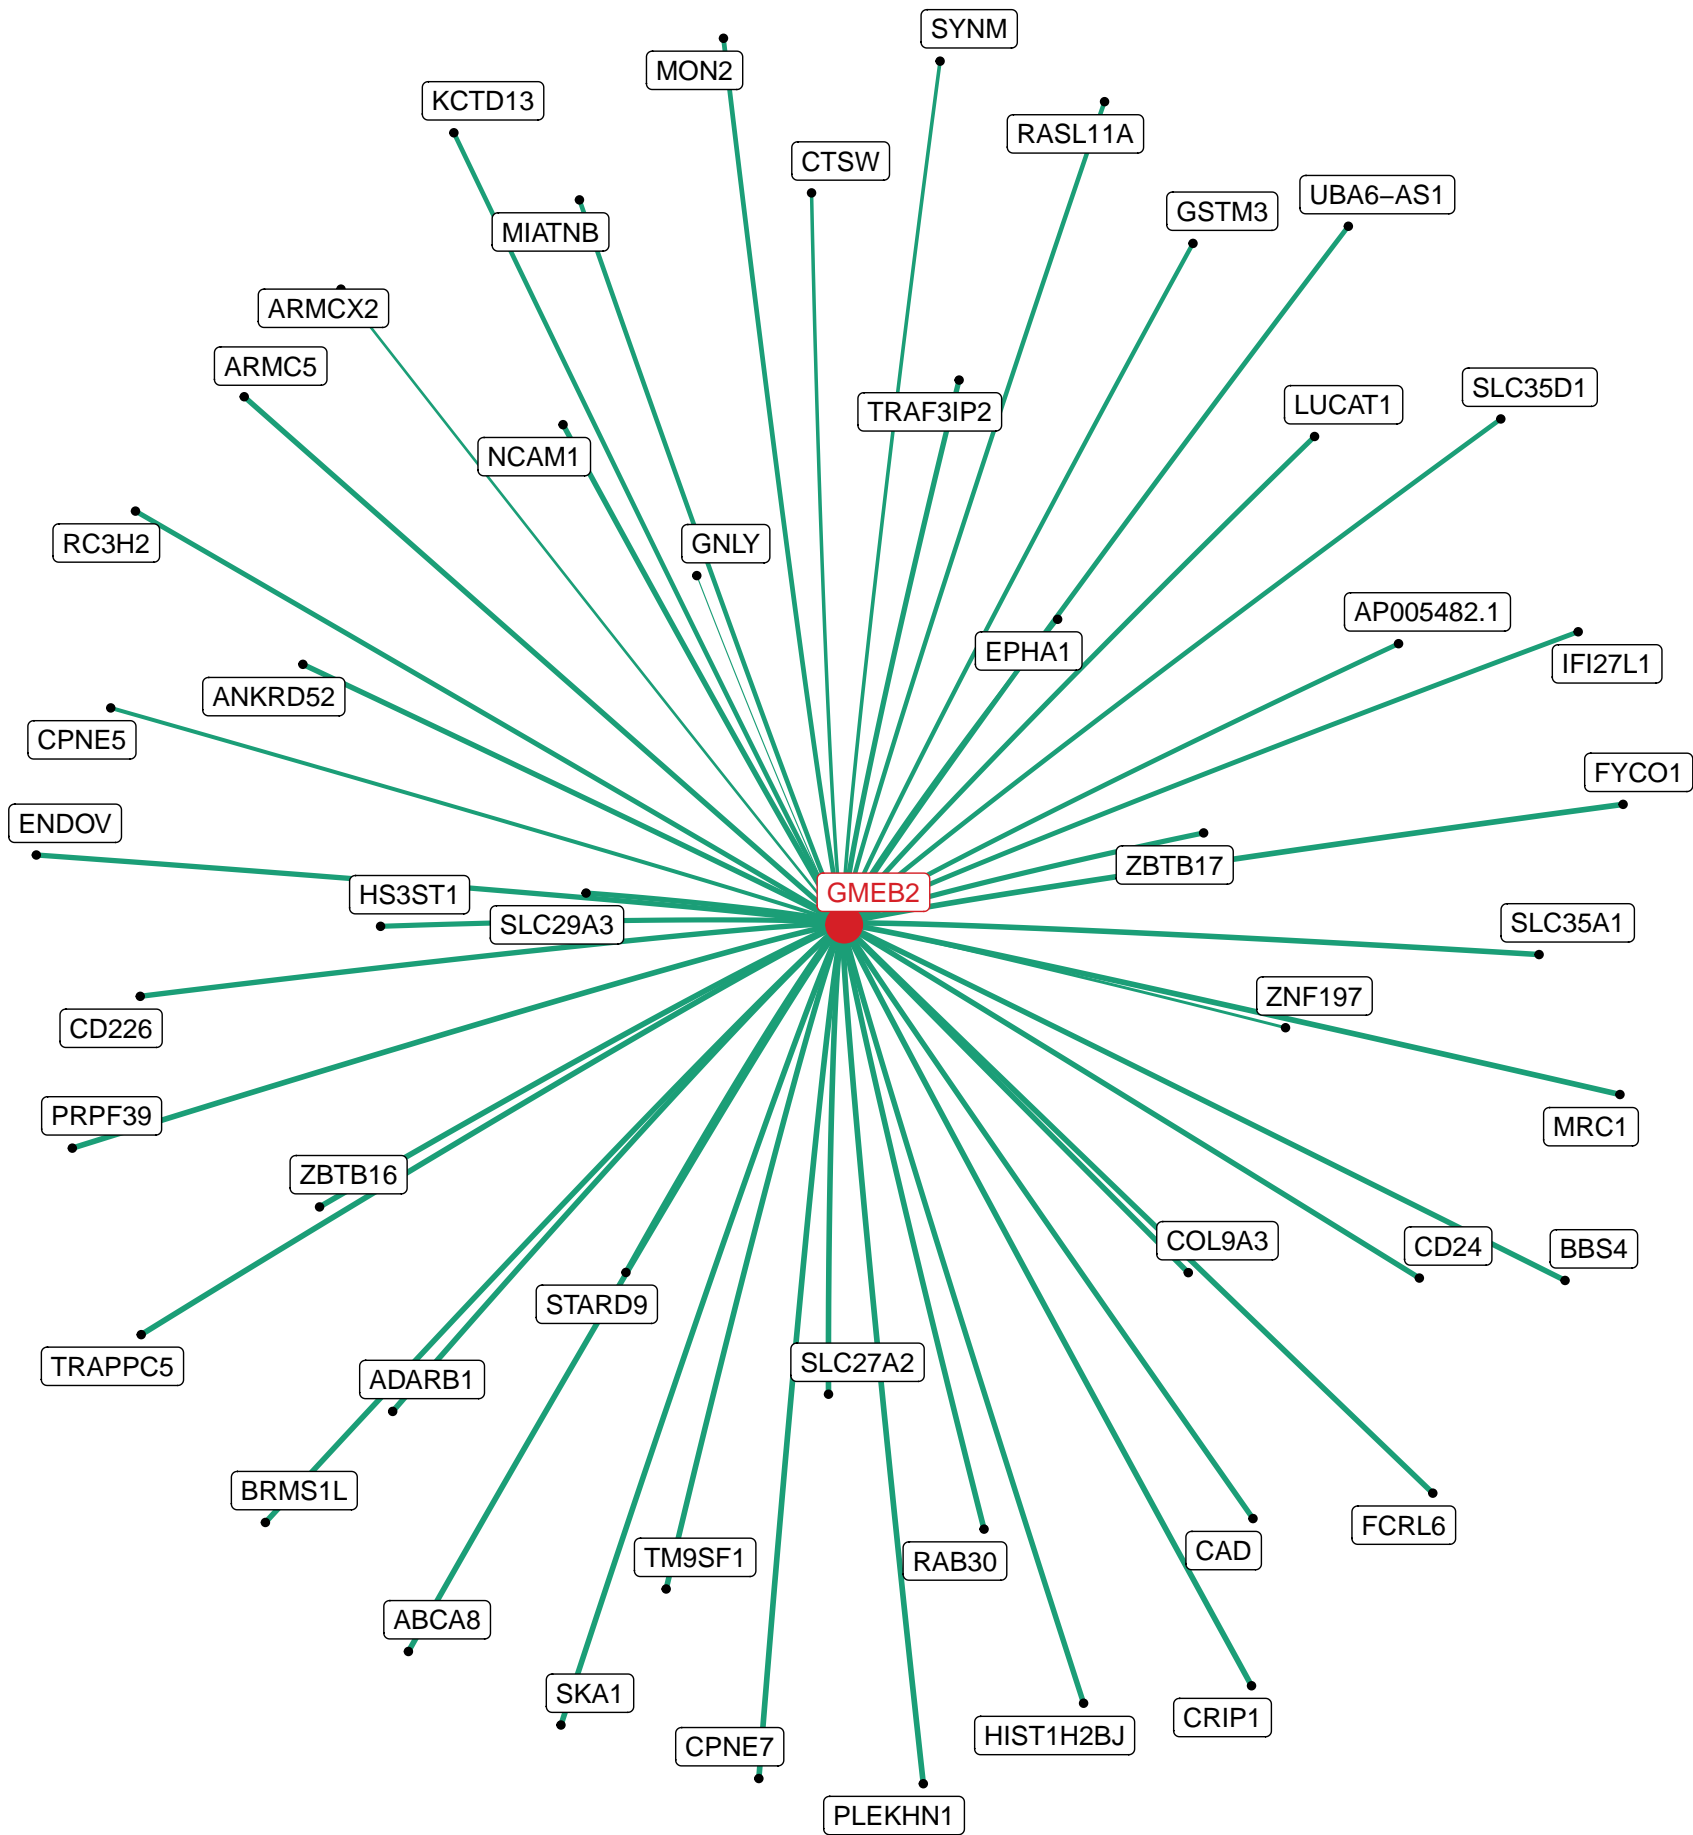 SYNM
MON2
KCTD13
RASL11A
CTSW
UBA6−AS1
GSTM3
MIATNB
ARMCX2
ARMC5
SLC35D1
LUCAT1
TRAF3IP2
NCAM1
RC3H2
GNLY
AP005482.1
EPHA1
IFI27L1
ANKRD52
CPNE5
FYCO1
ENDOV
ZBTB17
GMEB2
HS3ST1
SLC29A3
SLC35A1
ZNF197
CD226
PRPF39
MRC1
ZBTB16
COL9A3
CD24
BBS4
STARD9
SLC27A2
TRAPPC5
ADARB1
BRMS1L
FCRL6
CAD
TM9SF1
RAB30
ABCA8
SKA1
CRIP1
HIST1H2BJ
CPNE7
PLEKHN1